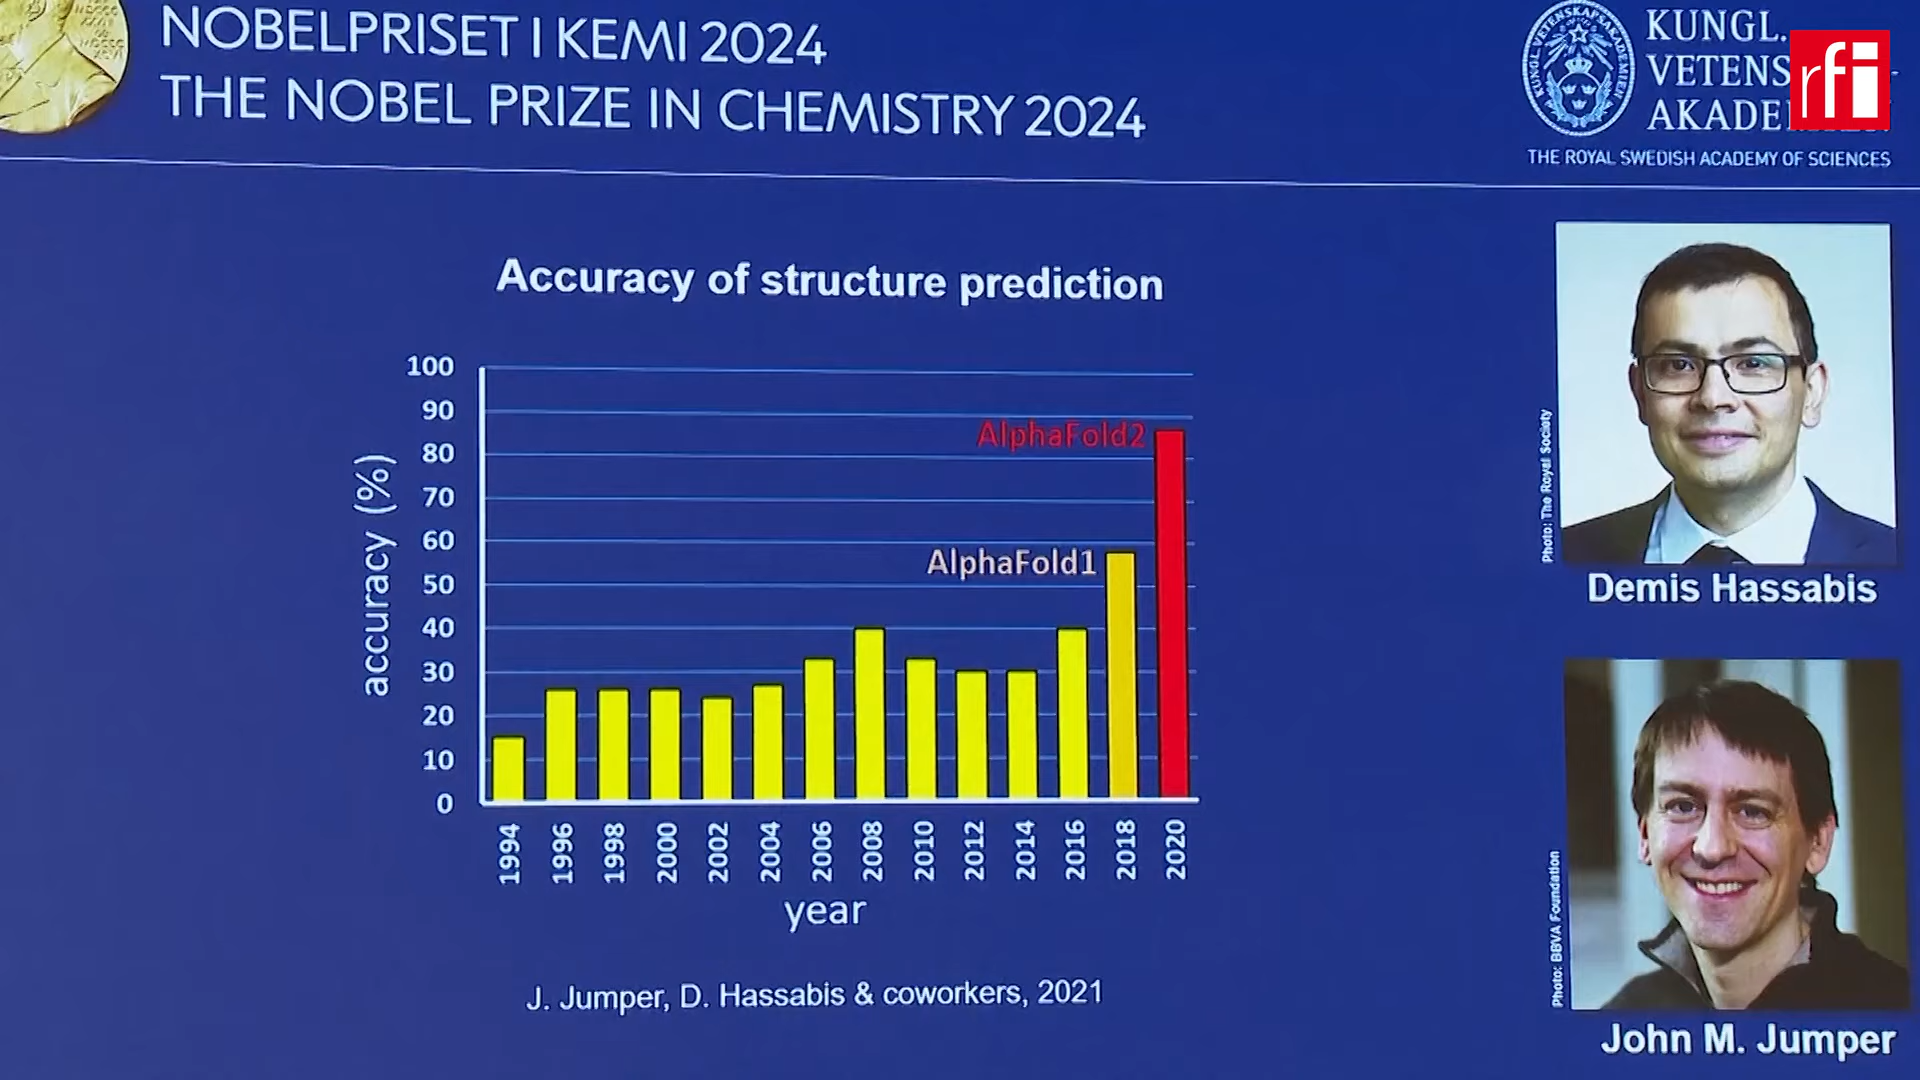 NOBELPRISET I KEMI 2024
THE NOBEL PRIZE IN CHEMISTRY 2024
KUNGL.
VETENS
AKADE
THE ROYAL SWEDISH ACADEMY OF SCIENCES
rfi
Accuracy of structure prediction
accuracy (%)
100
90
80
70
60
50
40
30
20
10
0
AlphaFold2
AlphaFold1
1994
1996
1998
2000
2002
2004
2006
2008
2010
2012
2014
2016
2018
2020
year
J. Jumper, D. Hassabis & coworkers, 2021
Photo: The Royal Society
Demis Hassabis
Photo: BBVA Foundation
John M. Jumper